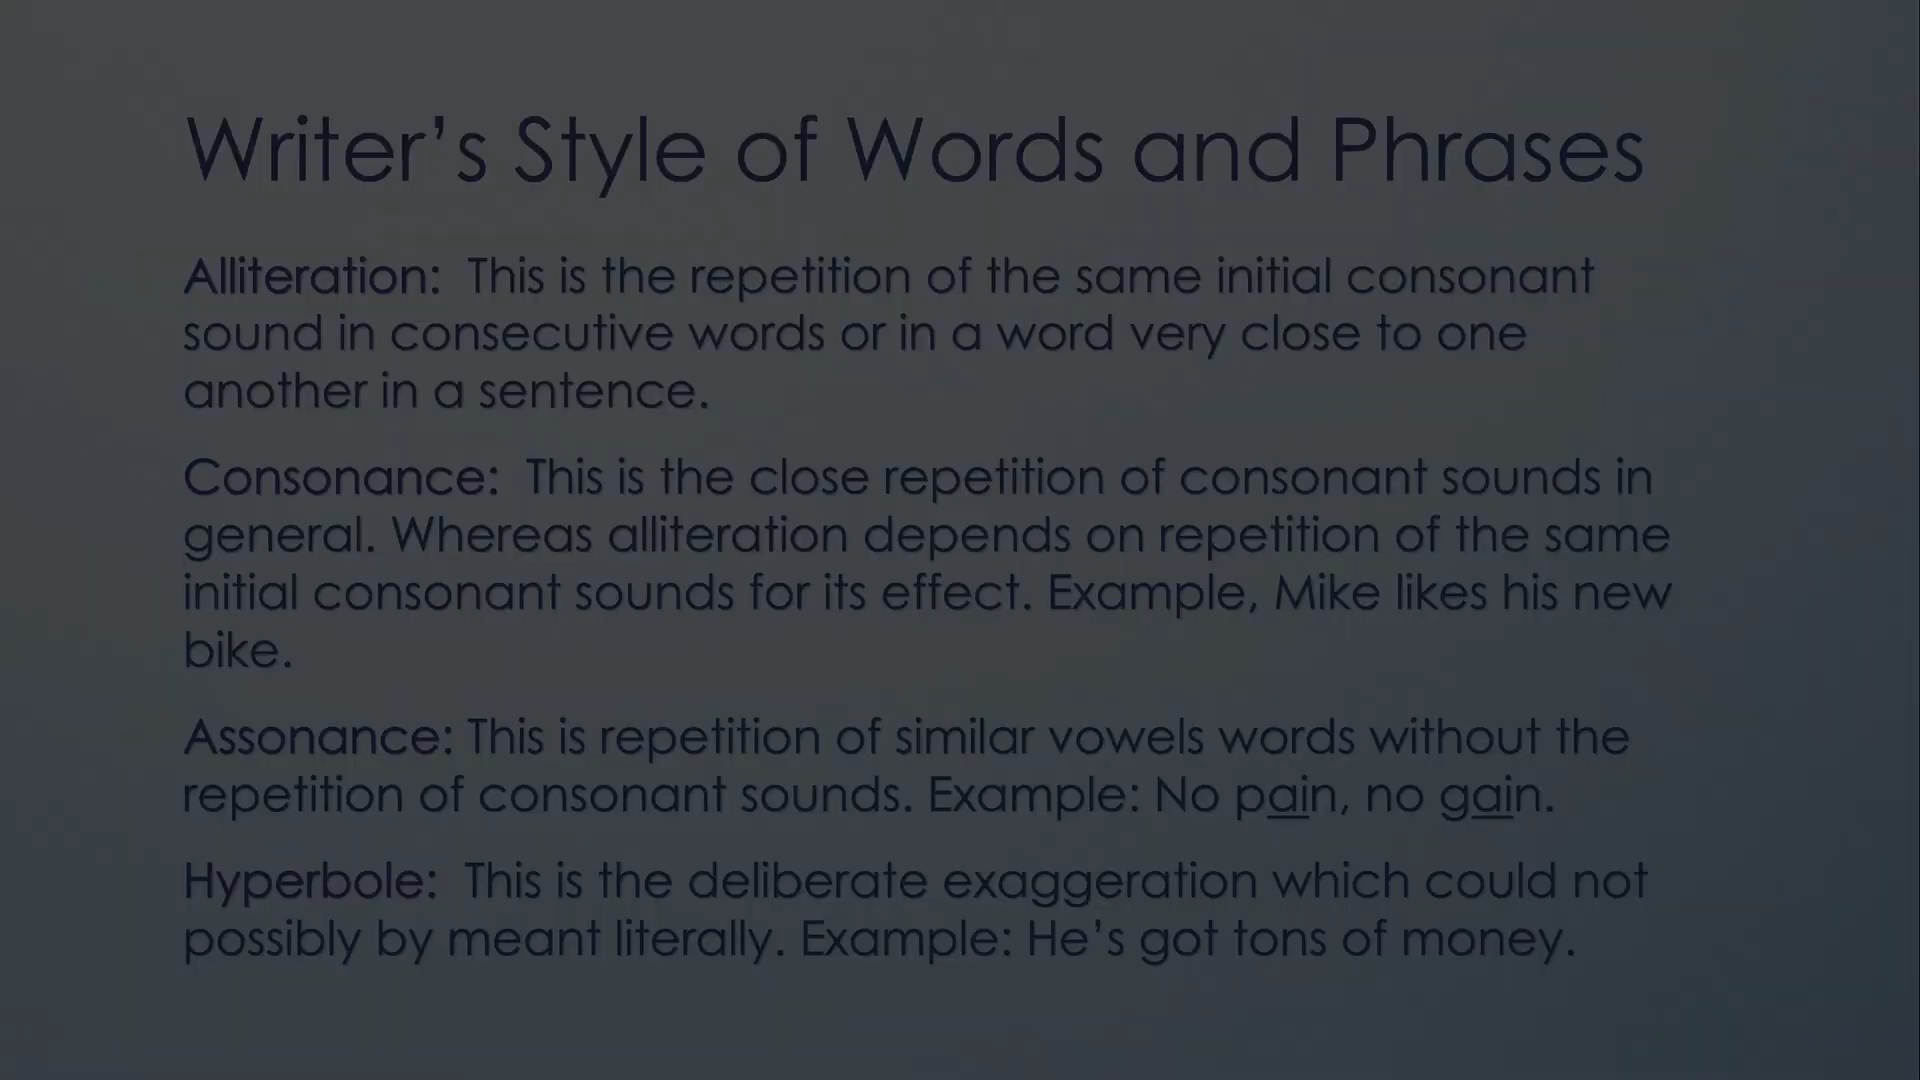 Writer’s Style of Words and Phrases
Alliteration: This is the repetition of the same initial consonant
sound in consecutive words or in a word very close to one
another in a sentence.
Consonance: This is the close repetition of consonant sounds in
general. Whereas alliteration depends on repetition of the same
initial consonant sounds for its effect. Example, Mike likes his new
bike.
Assonance: This is repetition of similar vowels words without the
repetition of consonant sounds. Example: No pain, no gain.
Hyperbole: This is the deliberate exaggeration which could not
possibly by meant literally. Example: He’s got tons of money.